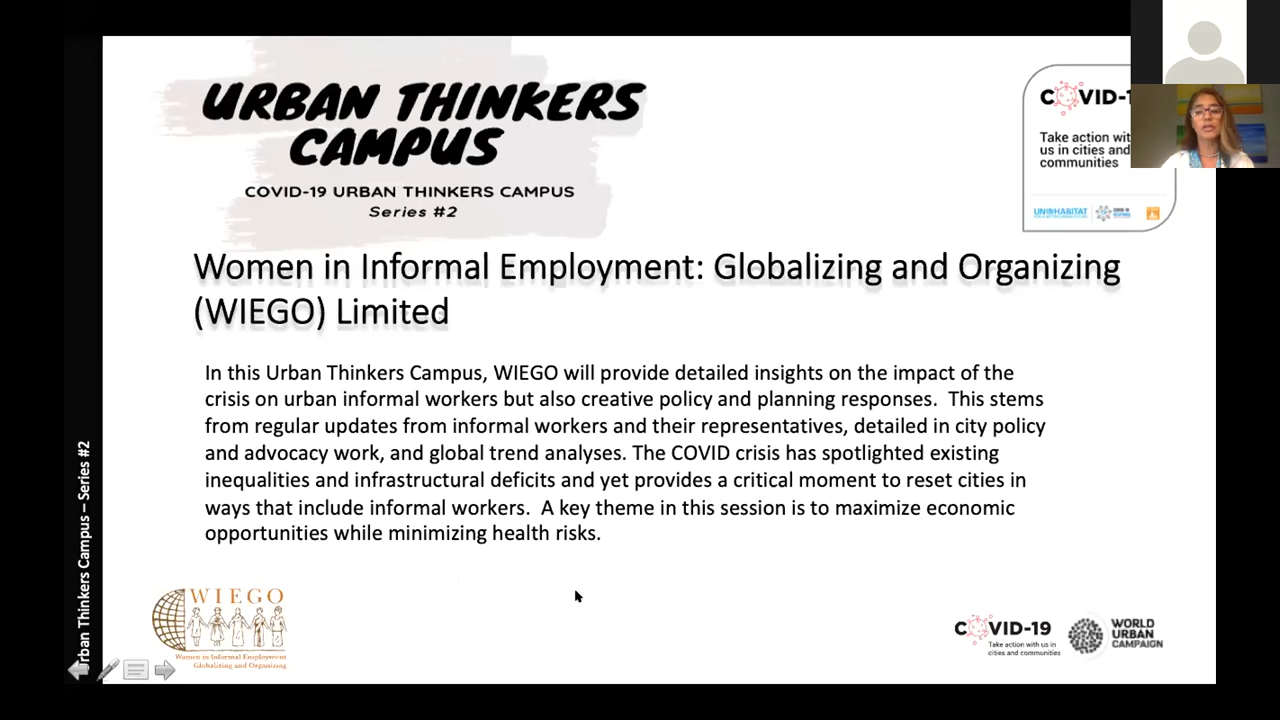 URBAN THINKERS
CAMPUS
COVID-19 URBAN THINKERS CAMPUS
Series #2
COVID-1
Take action with
us in cities and
communities
UN HABITAT
Women in Informal Employment: Globalizing and Organizing
(WIEGO) Limited
In this Urban Thinkers Campus, WIEGO will provide detailed insights on the impact of the
crisis on urban informal workers but also creative policy and planning responses. This stems
from regular updates from informal workers and their representatives, detailed in city policy
and advocacy work, and global trend analyses. The COVID crisis has spotlighted existing
inequalities and infrastructural deficits and yet provides a critical moment to reset cities in
ways that include informal workers. A key theme in this session is to maximize economic
opportunities while minimizing health risks.
Urban Thinkers Campus – Series #2
WIEGO
Women in Informal Employment
Globalizing and Organizing
COVID-19
Take action with us in
cities and communities
WORLD
URBAN
CAMPAIGN